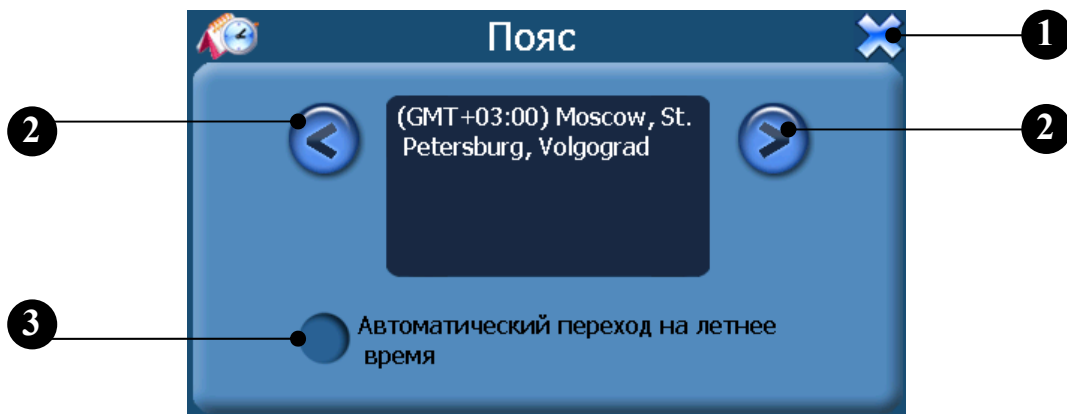 Пояс
1
2
<
(GMT+03:00) Moscow, St.
Petersburg, Volgograd
>
2
3
Автоматический переход на летнее
время